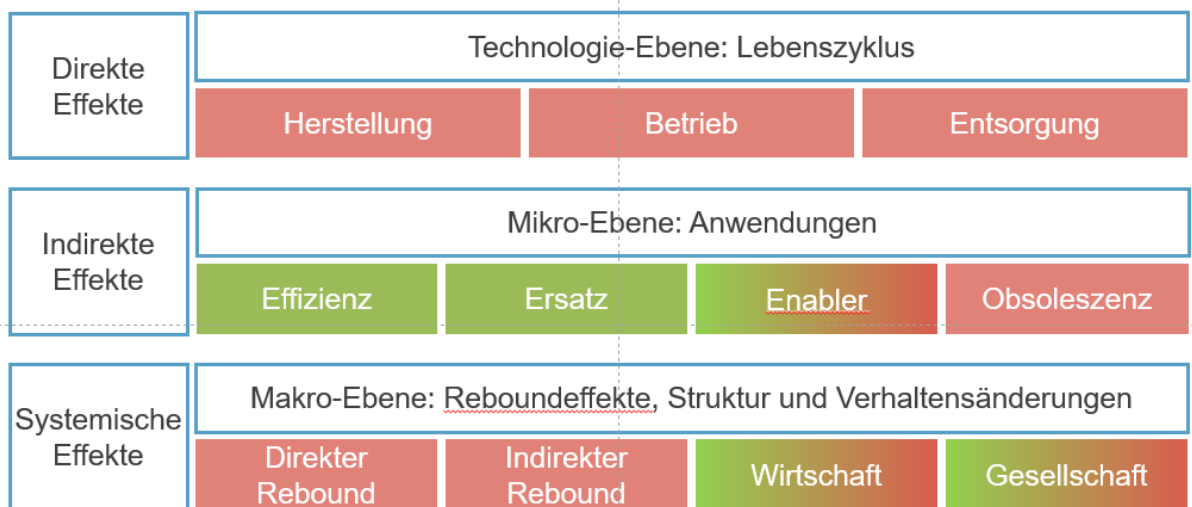 Direkte
Effekte
Technologie-Ebene: Lebenszyklus
Herstellung
Betrieb
Entsorgung
Indirekte
Effekte
Mikro-Ebene: Anwendungen
Effizienz
Ersatz
Enabler
Obsoleszenz
Systemische
Effekte
Makro-Ebene: Reboundeffekte, Struktur und Verhaltensänderungen
Direkter
Rebound
Indirekter
Rebound
Wirtschaft
Gesellschaft